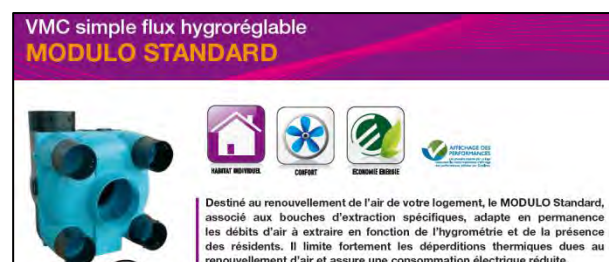 VMC simple flux hygroréglable
MODULO STANDARD
HABITAT INDIVIDUEL
CONFORT
ECONOMIE ENERGIE
AFFICHAGE DES
PERFORMANCES
Destiné au renouvellement de l'air de votre logement, le MODULO Standard,
associé aux bouches d'extraction spécifiques, adapte en permanence
les débits d'air à extraire en fonction de l'hygrométrie et de la présence
des résidents. Il limite fortement les déperditions thermiques dues au
renouvellement d'air et assure une consommation électrique réduite.